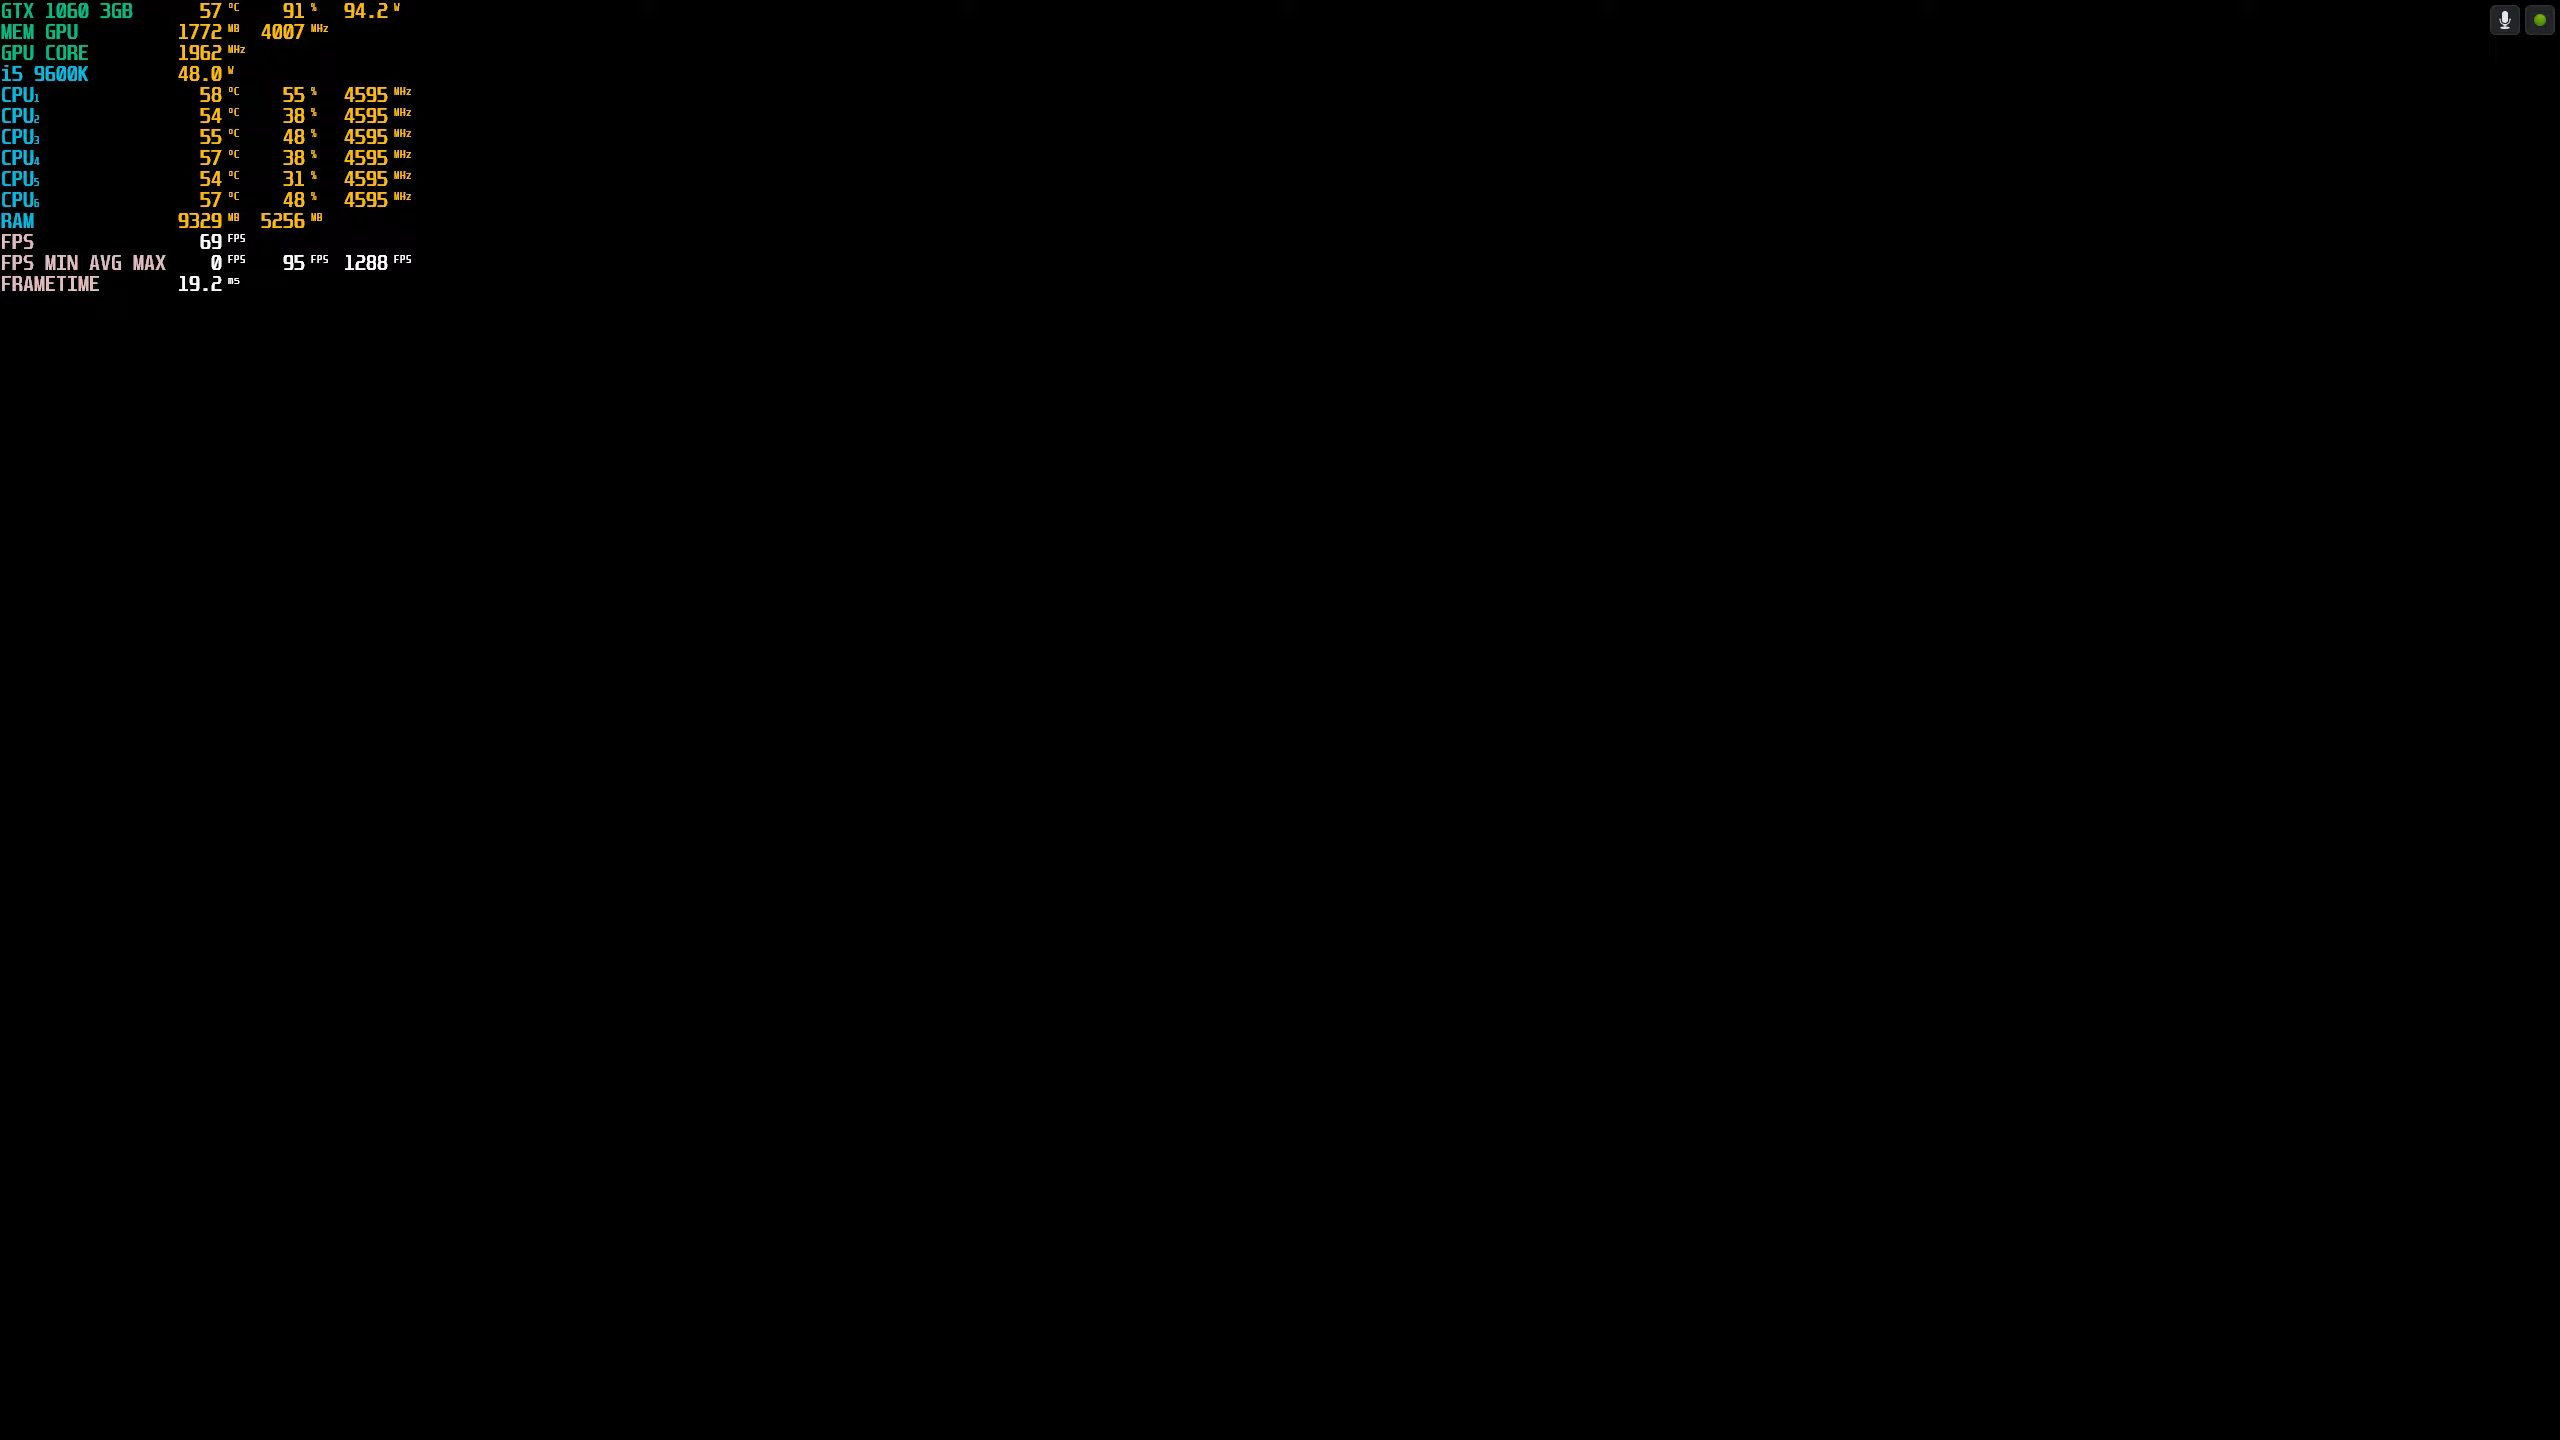 GTX 1060 3GB 57 °C 91 % 94.2 W
MEM GPU 1772 MB 4007 MHz
GPU CORE 1962 MHz
i5 9600K 48.0 W
CPU1 58 °C 55 % 4595 MHz
CPU2 54 °C 38 % 4595 MHz
CPU3 55 °C 48 % 4595 MHz
CPU4 57 °C 38 % 4595 MHz
CPU5 54 °C 31 % 4595 MHz
CPU6 57 °C 48 % 4595 MHz
RAM 9329 MB 5256 MB
FPS 69 FPS
FPS MIN AVG MAX 0 FPS 95 FPS 1288 FPS
FRAMETIME 19.2 ms